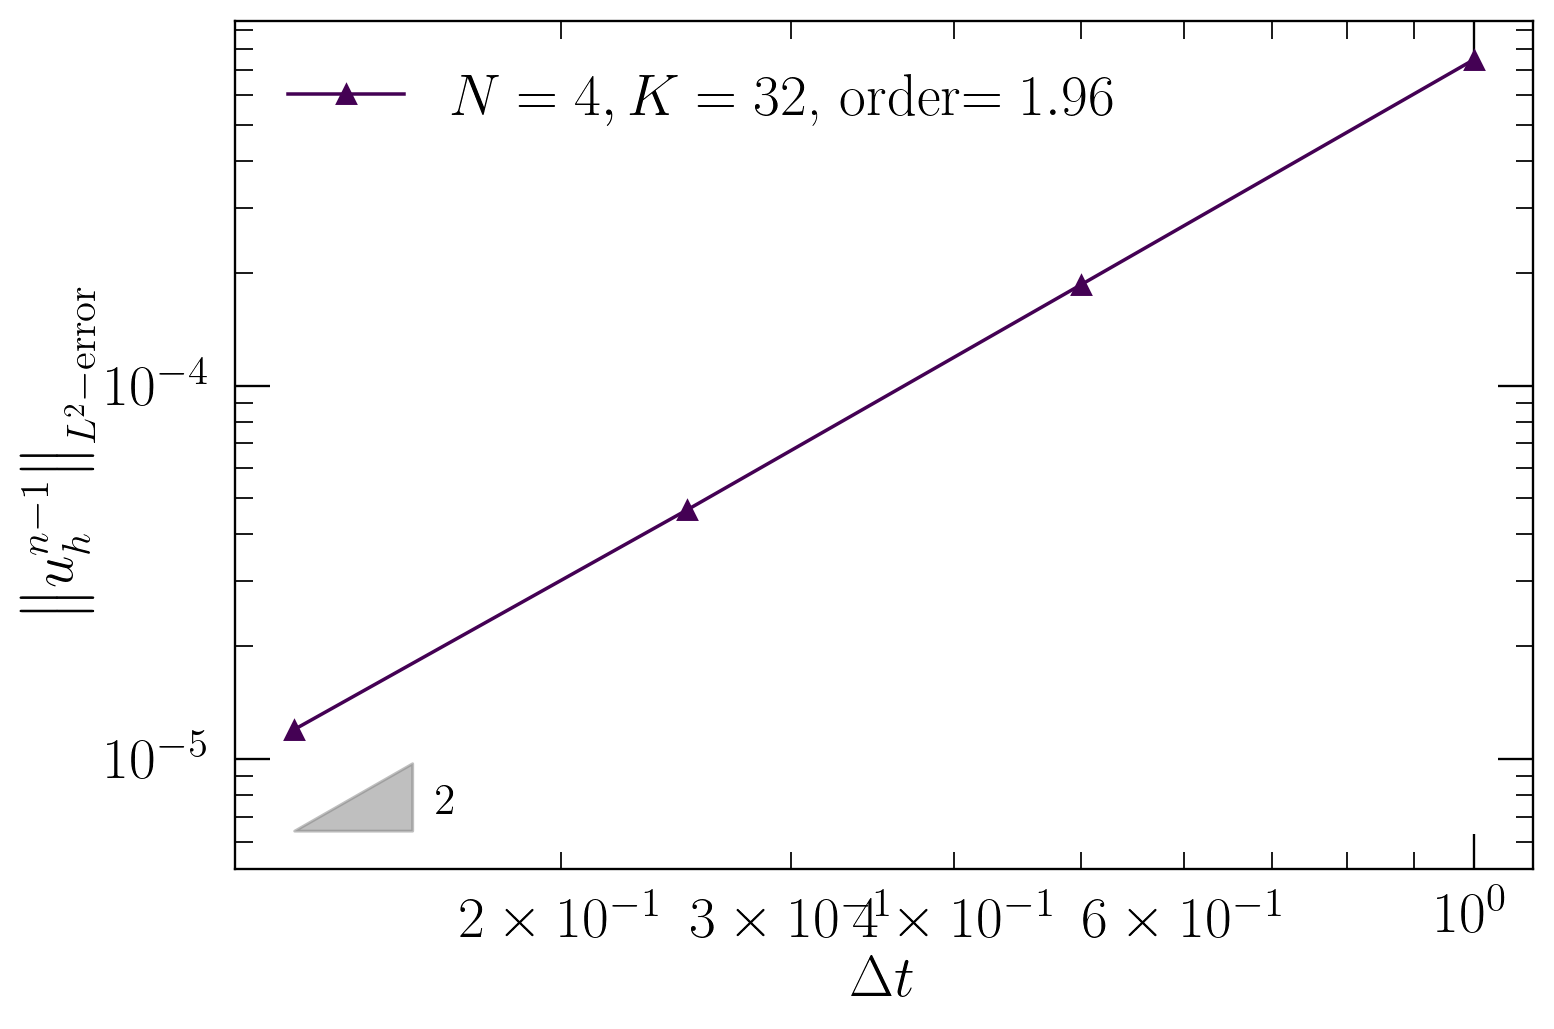 N = 4, K = 32, order= 1.96
||u_h^{n−1}||_{L^2−error}
10^{−4}
10^{−5}
2
2 × 10^{−1} 3 × 10^{−1} 4 × 10^{−1} 6 × 10^{−1} 10^0
Δt